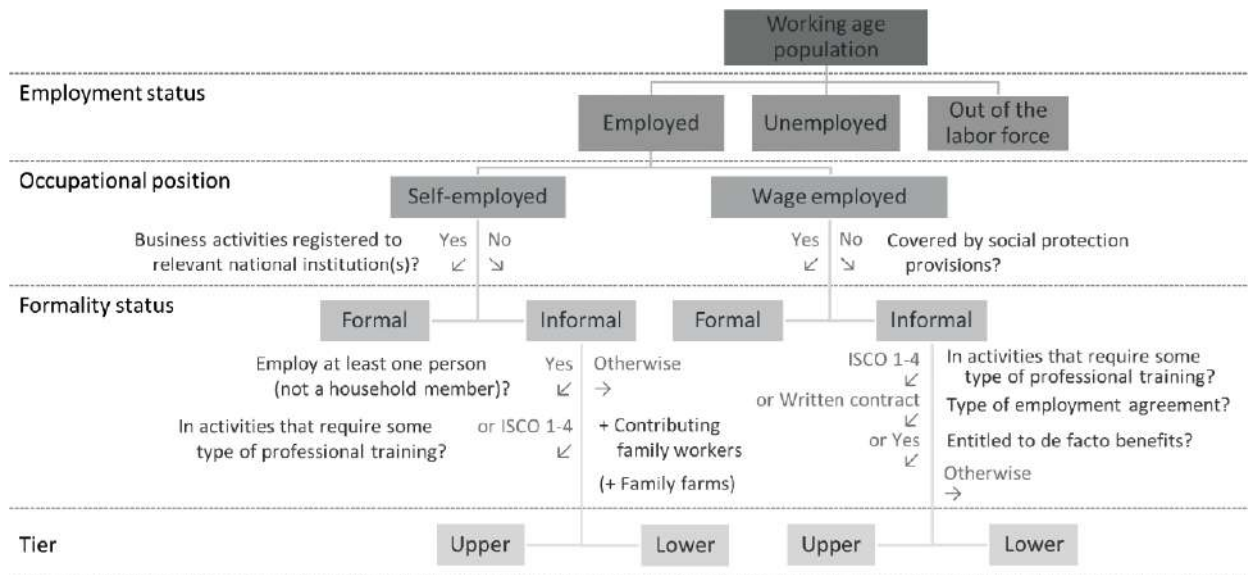 Working age
population
Employment status
Employed
Unemployed
Out of the
labor force
Occupational position
Self-employed
Wage employed
Business activities registered to
relevant national institution(s)?
Yes
↙
No
↘
Yes
↙
No
↘
Covered by social protection
provisions?
Formality status
Formal
Informal
Formal
Informal
Employ at least one person
(not a household member)?
Yes
↙
Otherwise
→
In activities that require some
type of professional training?
or ISCO 1-4
↙
+ Contributing
family workers
(+ Family farms)
ISCO 1-4
↙
In activities that require some
type of professional training?
or Written contract
↙
Type of employment agreement?
or Yes
↙
Entitled to de facto benefits?
Otherwise
→
Tier
Upper
Lower
Upper
Lower